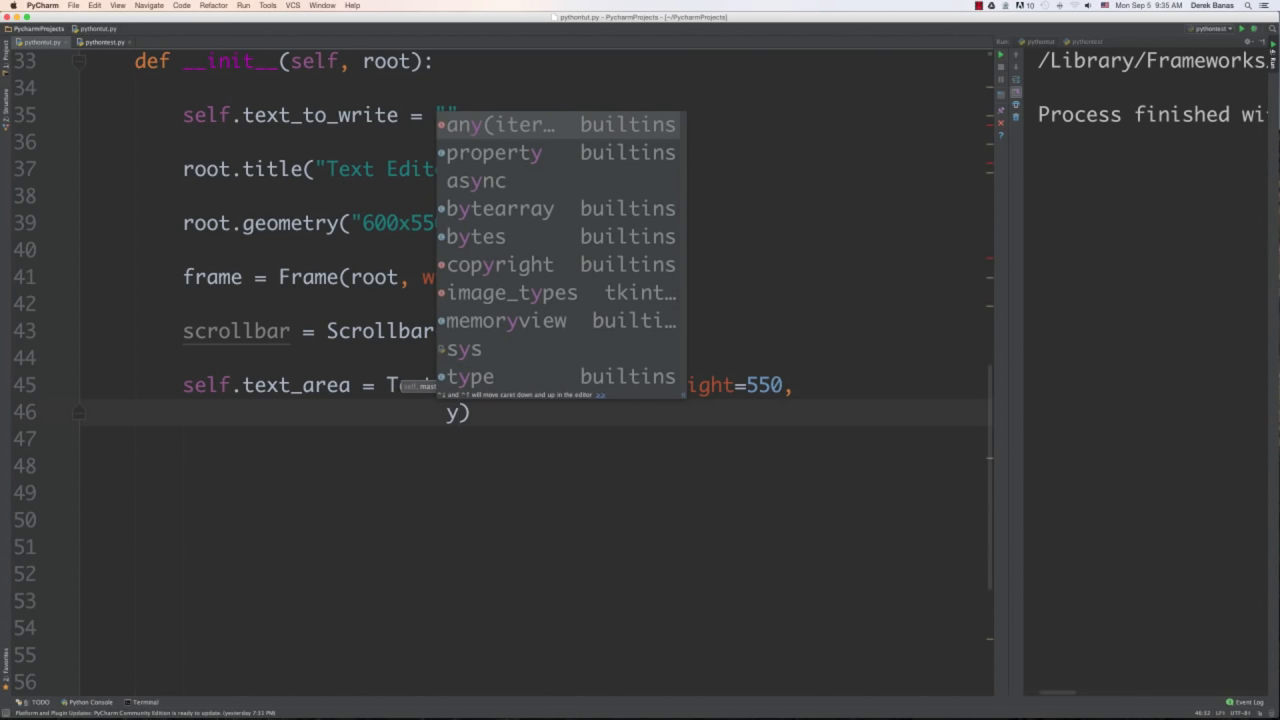 PyCharm File Edit View Navigate Code Refactor Run Tools VCS Window Help 10 Mon Sep 5 9:35 AM Derek Banas
pythontut.py - PycharmProjects - [~/PycharmProjects]
PycharmProjects pythontut.py pythontest
pythontut.py pythontest.py Run: pythontut pythontest
33 def __init__(self, root):
34
35 self.text_to_write = ""
36
37 root.title("Text Edit
38
39 root.geometry("600x55
40
41 frame = Frame(root, w
42
43 scrollbar = Scrollbar
44
45 self.text_area = T ight=550,
46 y)
47
48
49
50
51
52
53
54
55
56
any(iter… builtins
property builtins
async
bytearray builtins
bytes builtins
copyright builtins
image_types tkint…
memoryview builti…
sys
type builtins
^↓ and ^↑ will move caret down and up in the editor >>
self, mast
/Library/Frameworks
Process finished wi
1: Project
7: Structure
2: Favorites
4: Run
6: TODO Python Console Terminal Event Log
Platform and Plugin Updates: PyCharm Community Edition is ready to update. (yesterday 7:51 PM) UTF-8